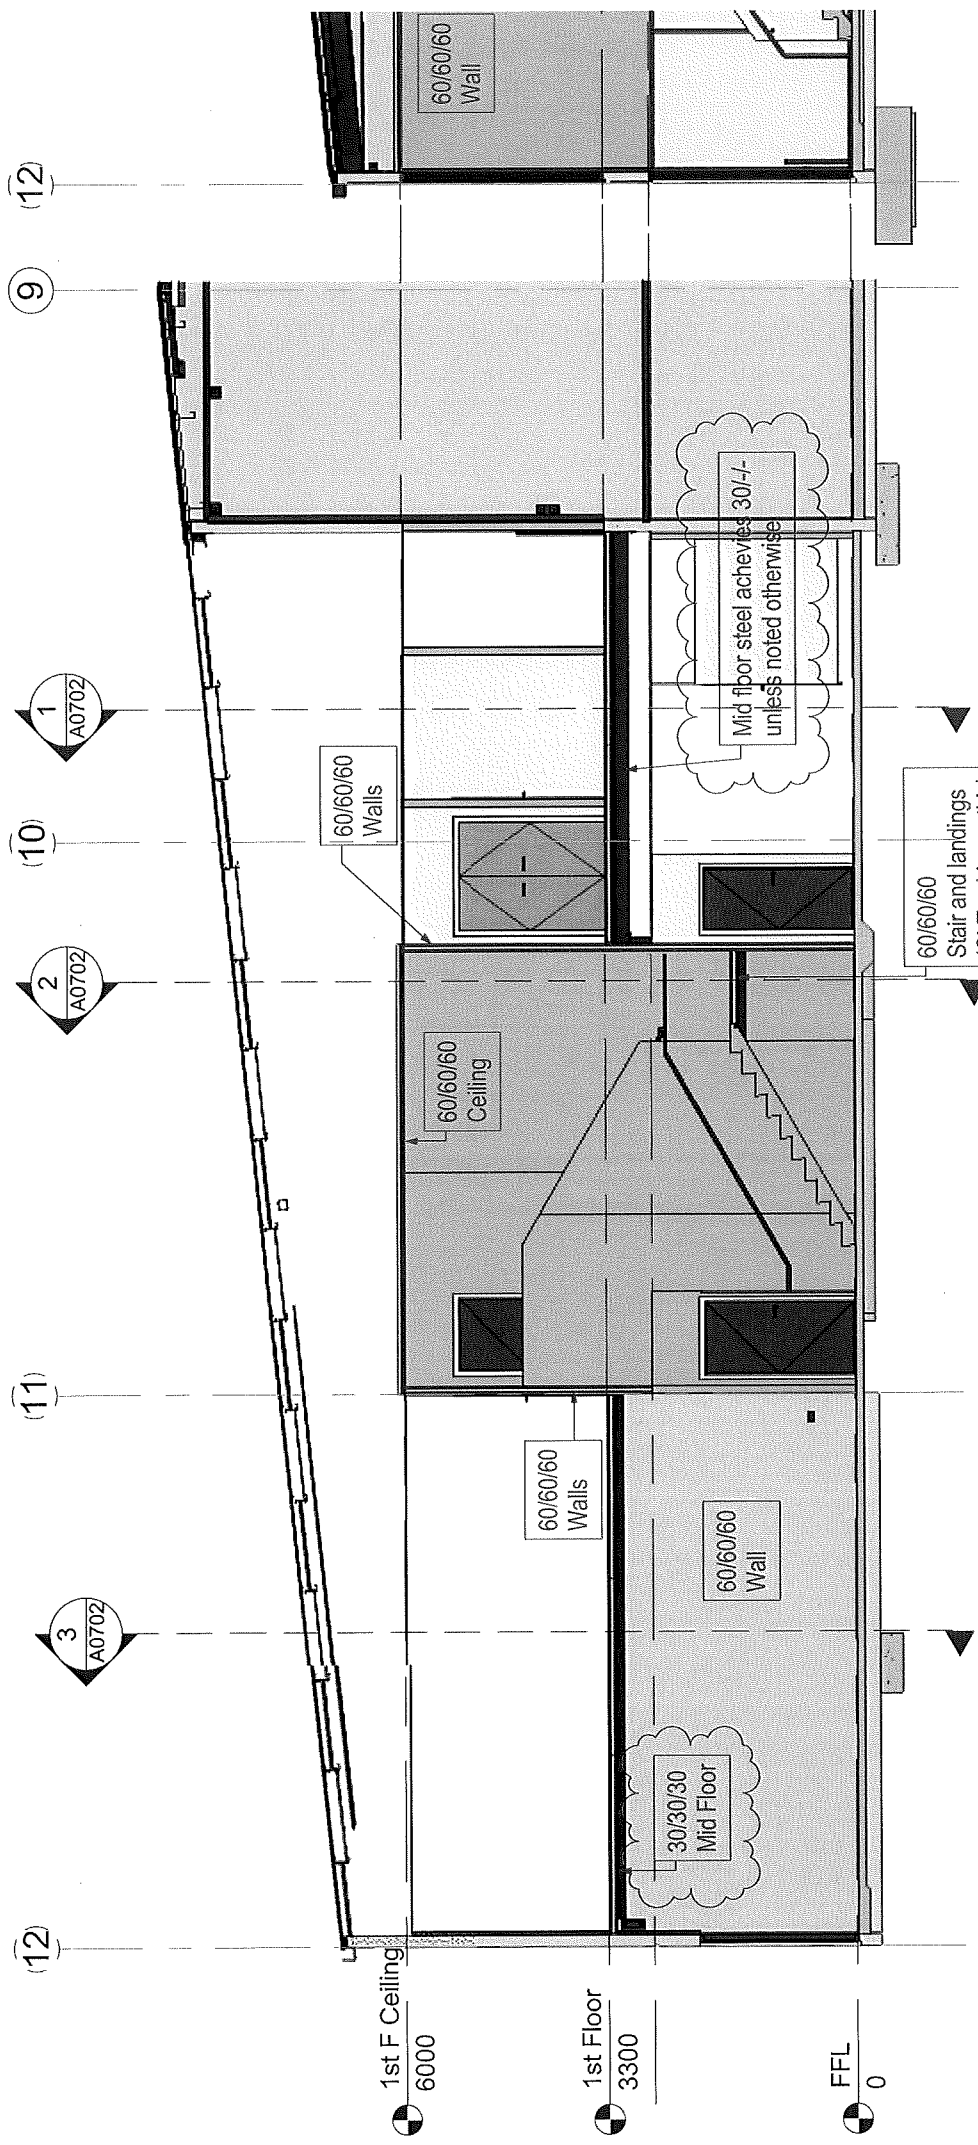 (12)
(11)
(10)
9
(12)
3
A0702
2
A0702
1
A0702
60/60/60
Walls
60/60/60
Ceiling
60/60/60
Walls
60/60/60
Wall
60/60/60
Wall
30/30/30
Mid Floor
Mid floor steel achevies 30/-/-
unless noted otherwise
60/60/60
Stair and landings
1st F Ceiling
6000
1st Floor
3300
FFL
0